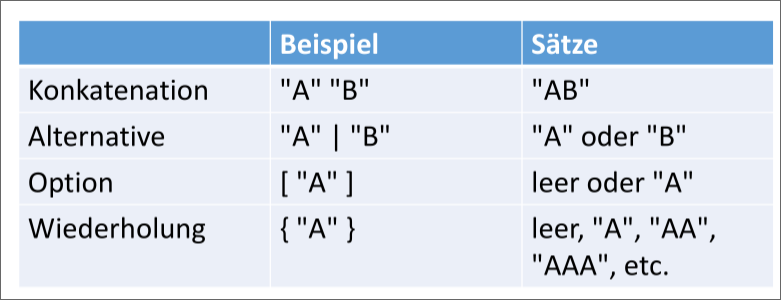 Beispiel Sätze
Konkatenation "A" "B" "AB"
Alternative "A" | "B" "A" oder "B"
Option [ "A" ] leer oder "A"
Wiederholung { "A" } leer, "A", "AA",
"AAA", etc.